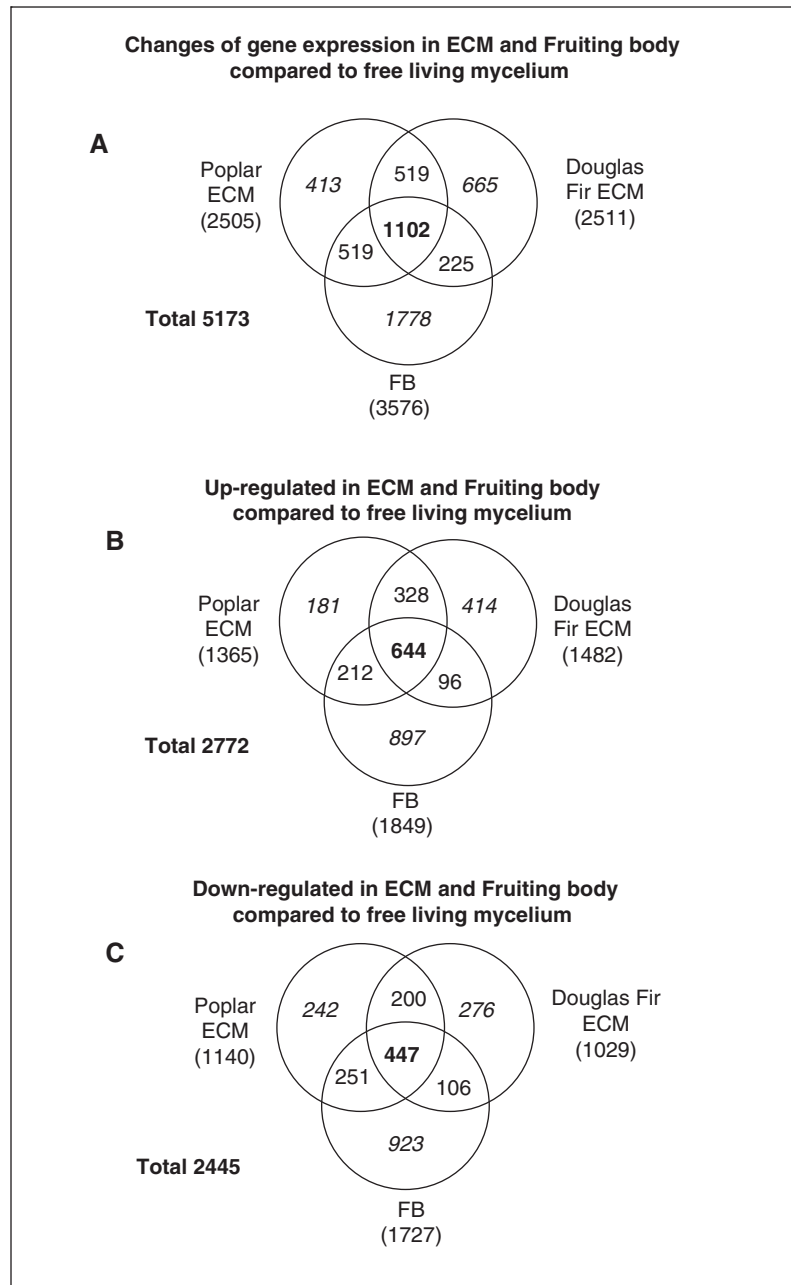 Changes of gene expression in ECM and Fruiting body
compared to free living mycelium
A
Poplar
ECM
(2505)
413
519
665
Douglas
Fir ECM
(2511)
1102
519
225
Total 5173
1778
FB
(3576)
Up-regulated in ECM and Fruiting body
compared to free living mycelium
B
Poplar
ECM
(1365)
181
328
414
Douglas
Fir ECM
(1482)
644
212
96
Total 2772
897
FB
(1849)
Down-regulated in ECM and Fruiting body
compared to free living mycelium
C
Poplar
ECM
(1140)
242
200
276
Douglas Fir
ECM
(1029)
447
251
106
Total 2445
923
FB
(1727)